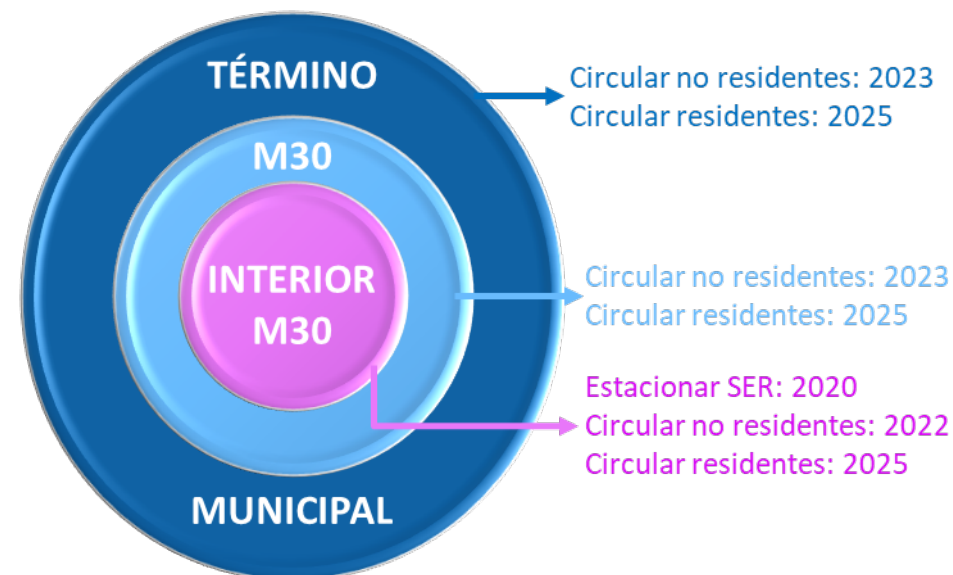 TÉRMINO
M30
INTERIOR
M30
MUNICIPAL
Circular no residentes: 2023
Circular residentes: 2025
Circular no residentes: 2023
Circular residentes: 2025
Estacionar SER: 2020
Circular no residentes: 2022
Circular residentes: 2025